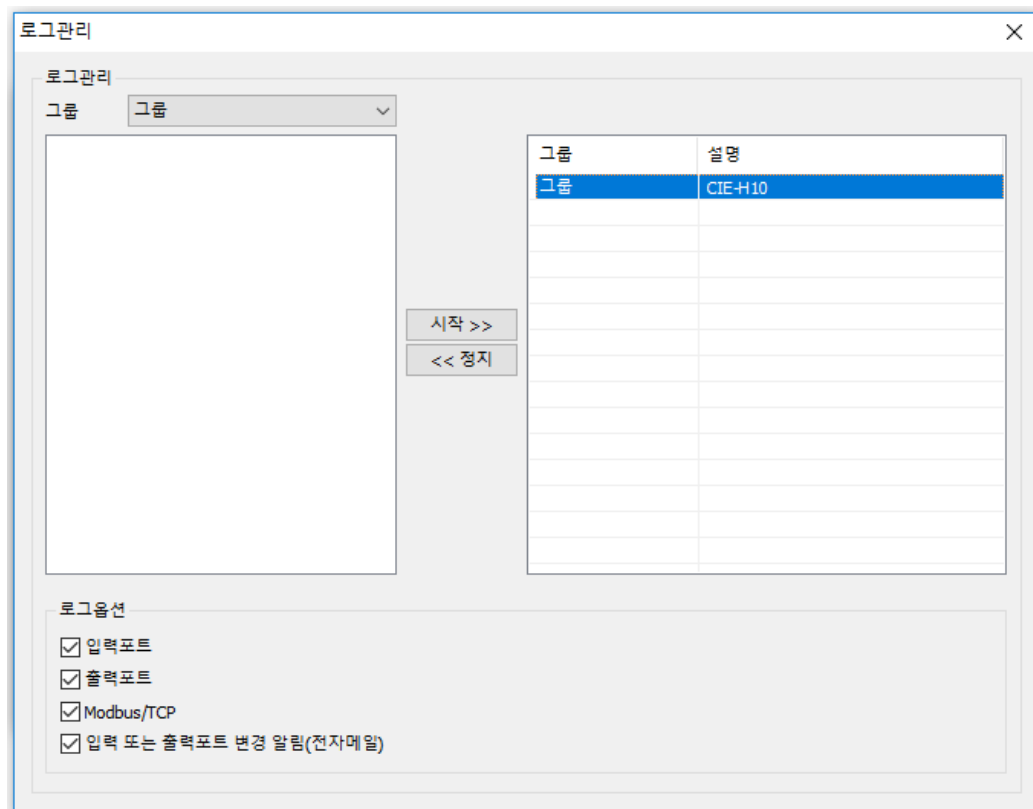 로그관리
로그관리
그룹 그룹
그룹 설명
그룹 CIE-H10
시작 >>
<< 정지
로그옵션
입력포트
출력포트
Modbus/TCP
입력 또는 출력포트 변경 알림(전자메일)